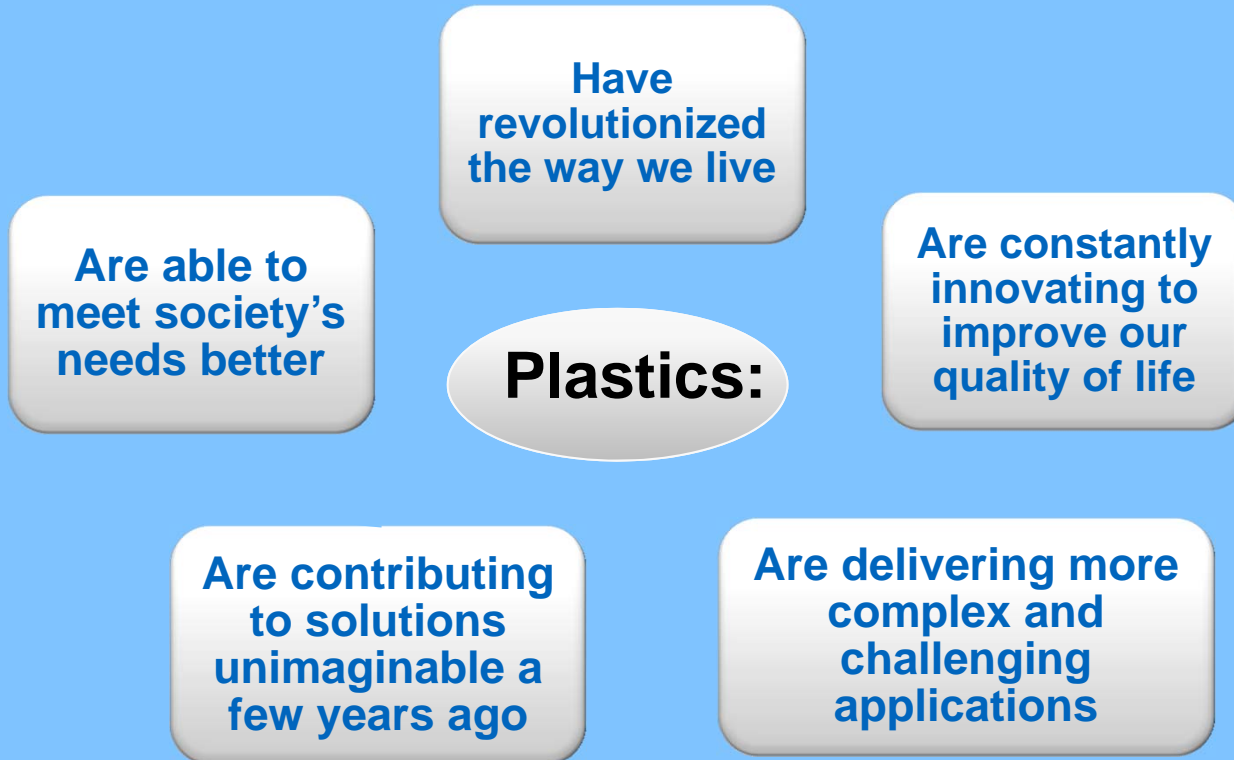 Have
revolutionized
the way we live
Are able to
meet society’s
needs better
Are constantly
innovating to
improve our
quality of life
Plastics:
Are contributing
to solutions
unimaginable a
few years ago
Are delivering more
complex and
challenging
applications